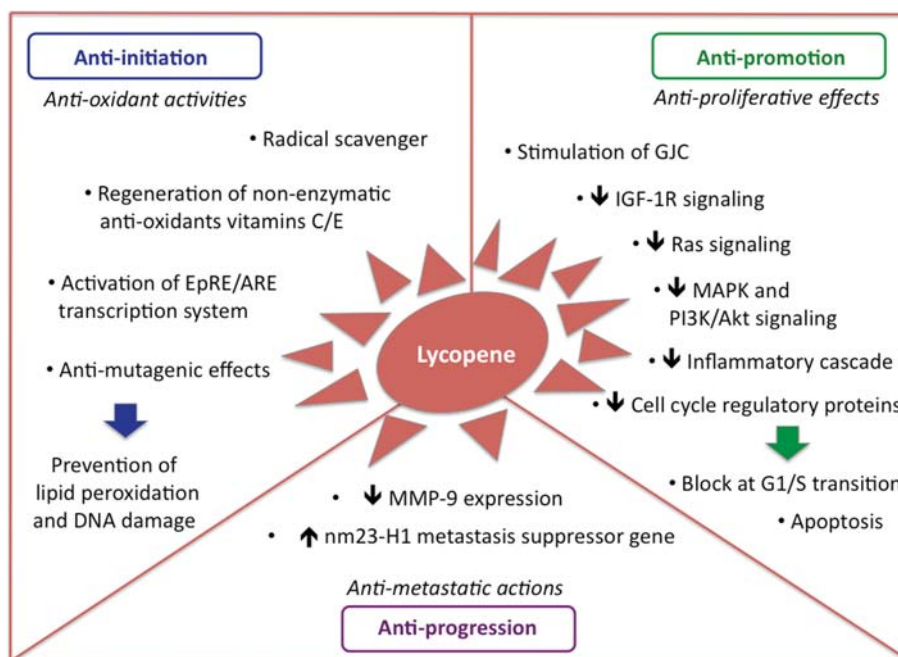 Anti-initiation
Anti-oxidant activities
• Radical scavenger
• Regeneration of non-enzymatic
anti-oxidants vitamins C/E
• Activation of EpRE/ARE
transcription system
• Anti-mutagenic effects
Prevention of
lipid peroxidation
and DNA damage
Anti-promotion
Anti-proliferative effects
• Stimulation of GJC
• ↓ IGF-1R signaling
• ↓ Ras signaling
• ↓ MAPK and
PI3K/Akt signaling
• ↓ Inflammatory cascade
• ↓ Cell cycle regulatory proteins
• Block at G1/S transition
• Apoptosis
Lycopene
• ↓ MMP-9 expression
• ↑ nm23-H1 metastasis suppressor gene
Anti-metastatic actions
Anti-progression